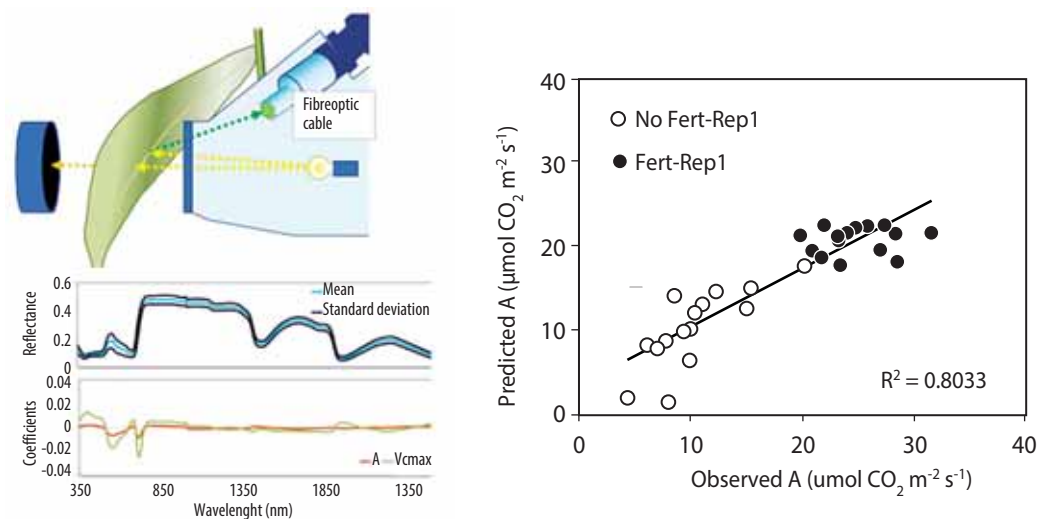 Fibreoptic
cable
0.6
0.4
0.2
0
Reflectance
Mean
Standard deviation
0.04
0.02
0
-0.02
-0.04
Coefficients
A Vcmax
350 850 1350 1850 1350
Wavelenght (nm)
40
30
20
10
0
Predicted A (µmol CO2 m-2 s-1)
No Fert-Rep1
Fert-Rep1
R2 = 0.8033
0 10 20 30 40
Observed A (umol CO2 m-2 s-1)